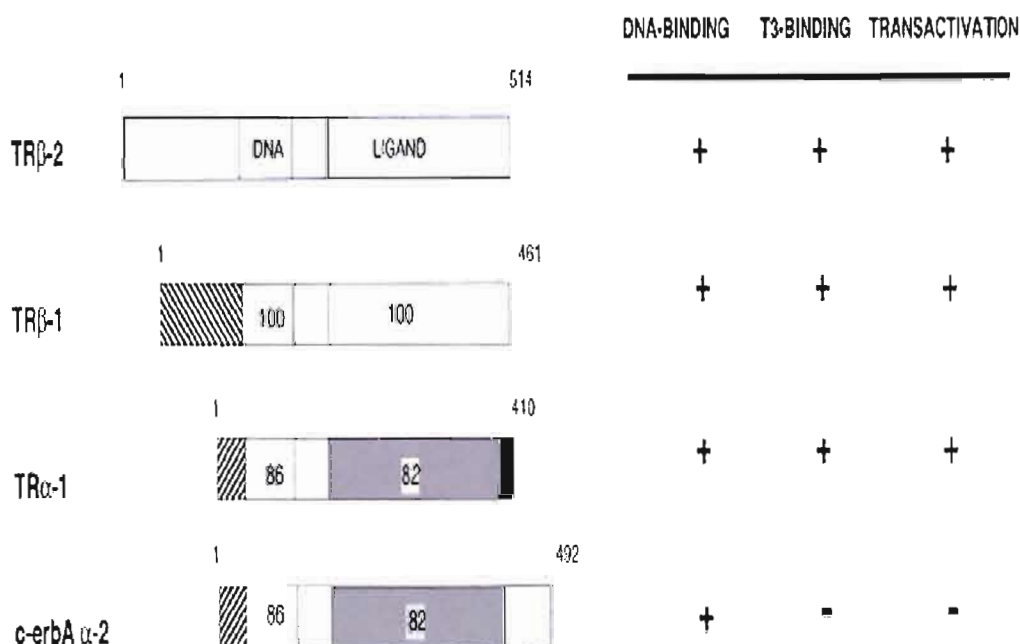 DNA-BINDING T3-BINDING TRANSACTIVATION
1 514
TRβ-2 DNA LIGAND + + +
1 461
TRβ-1 100 100 + + +
1 410
TRα-1 86 82 + + +
1 492
c-erbA α-2 86 82 + - -